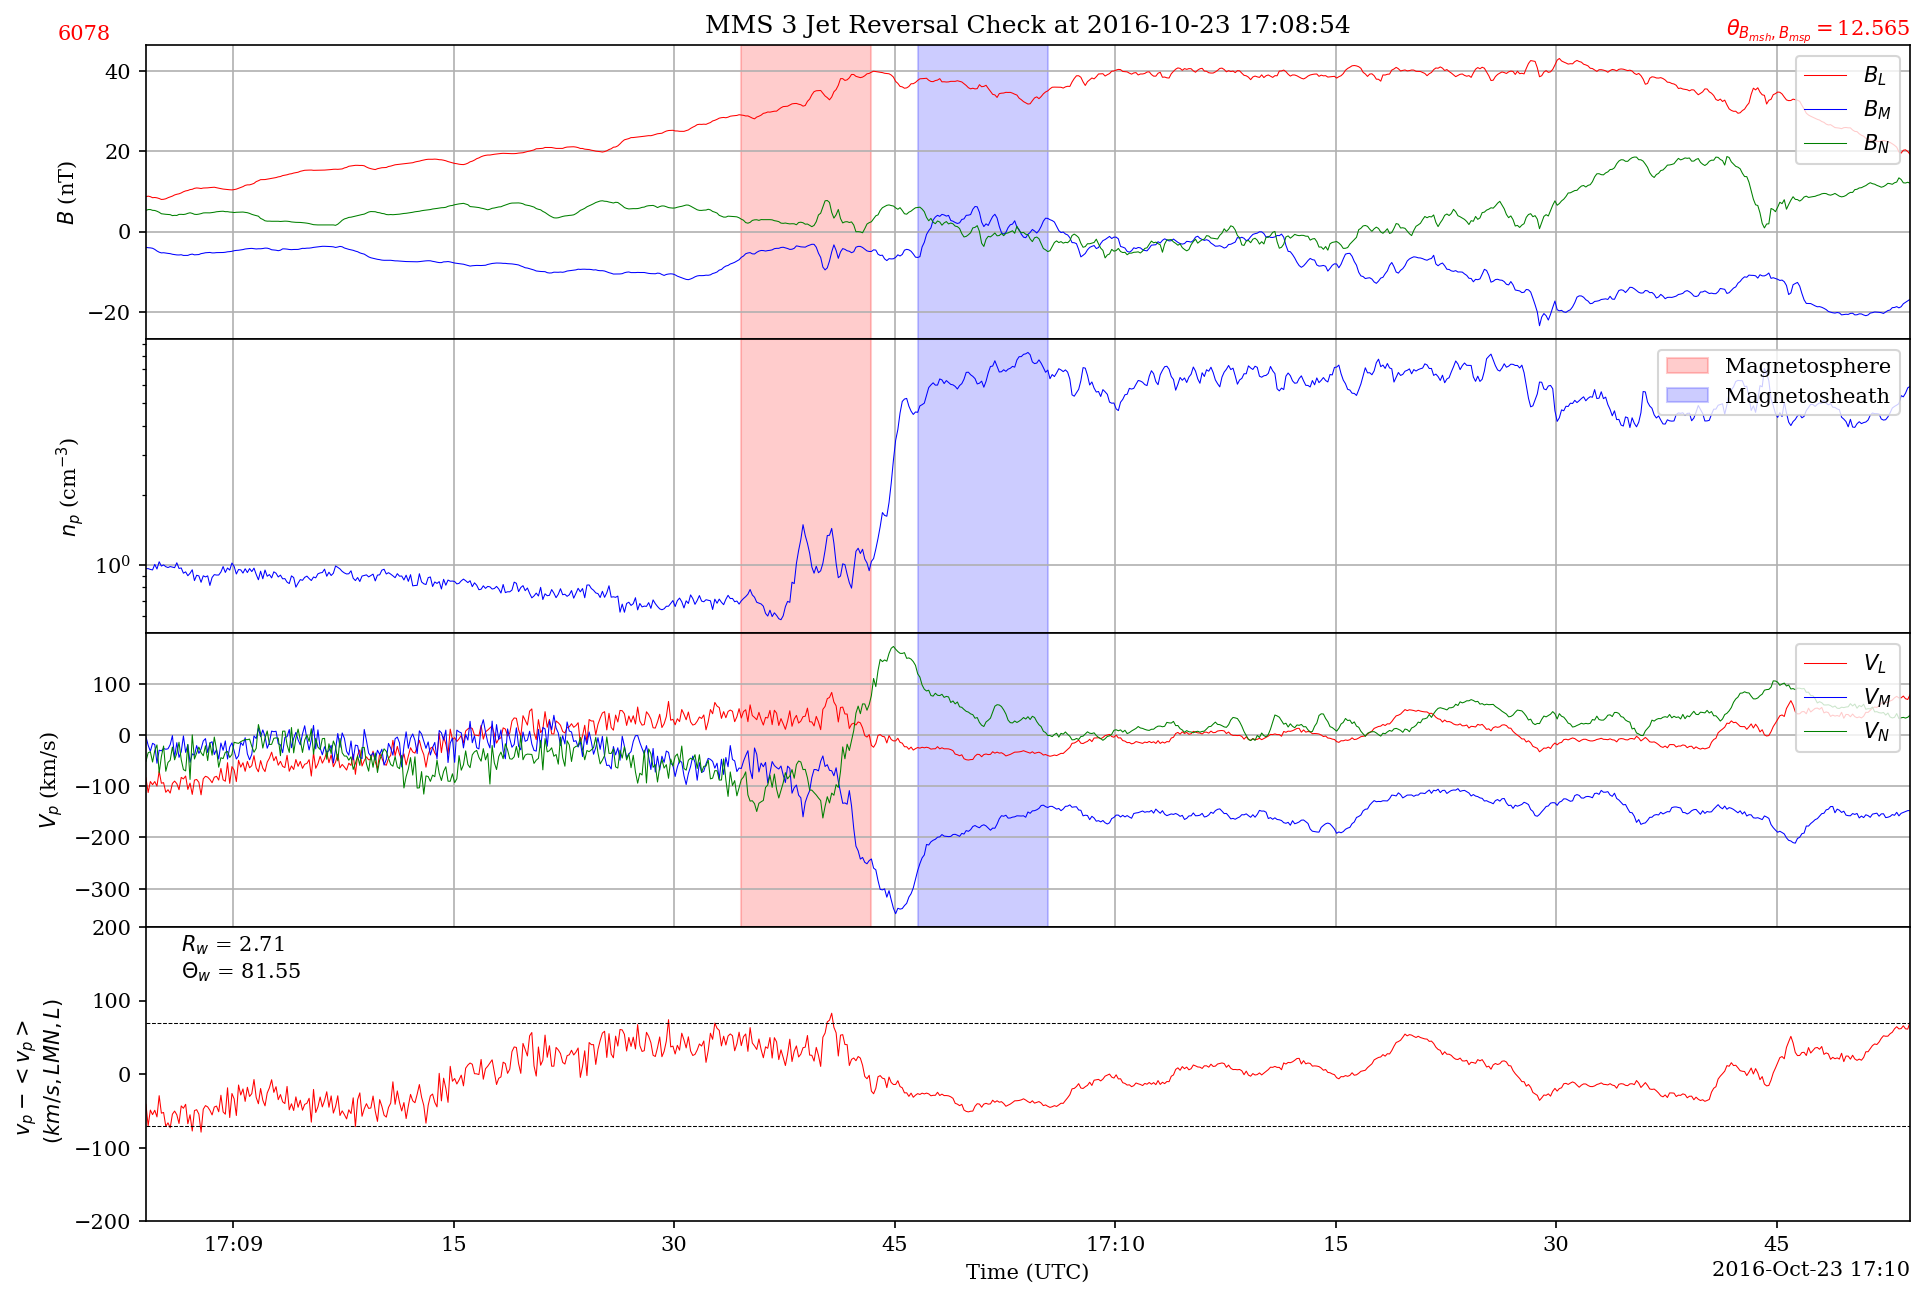 MMS 3 Jet Reversal Check at 2016-10-23 17:08:54
6078
θ_{B_{msh}, B_{msp}} = 12.565
40
20
0
−20
B (nT)
B_L
B_M
B_N
10⁰
n_p (cm⁻³)
Magnetosphere
Magnetosheath
100
0
−100
−200
−300
V_p (km/s)
V_L
V_M
V_N
200
100
0
−100
−200
v_p − <v_p>
(km/s, LMN, L)
R_w = 2.71
Θ_w = 81.55
17:09 15 30 45 17:10 15 30 45
Time (UTC)
2016-Oct-23 17:10